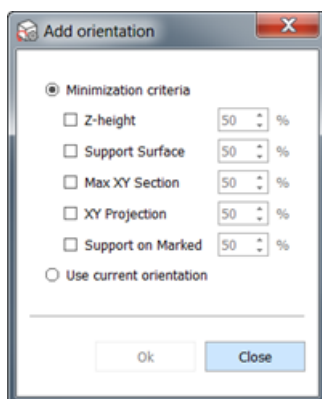 Add orientation
Minimization criteria
Z-height 50 %
Support Surface 50 %
Max XY Section 50 %
XY Projection 50 %
Support on Marked 50 %
Use current orientation
Ok Close